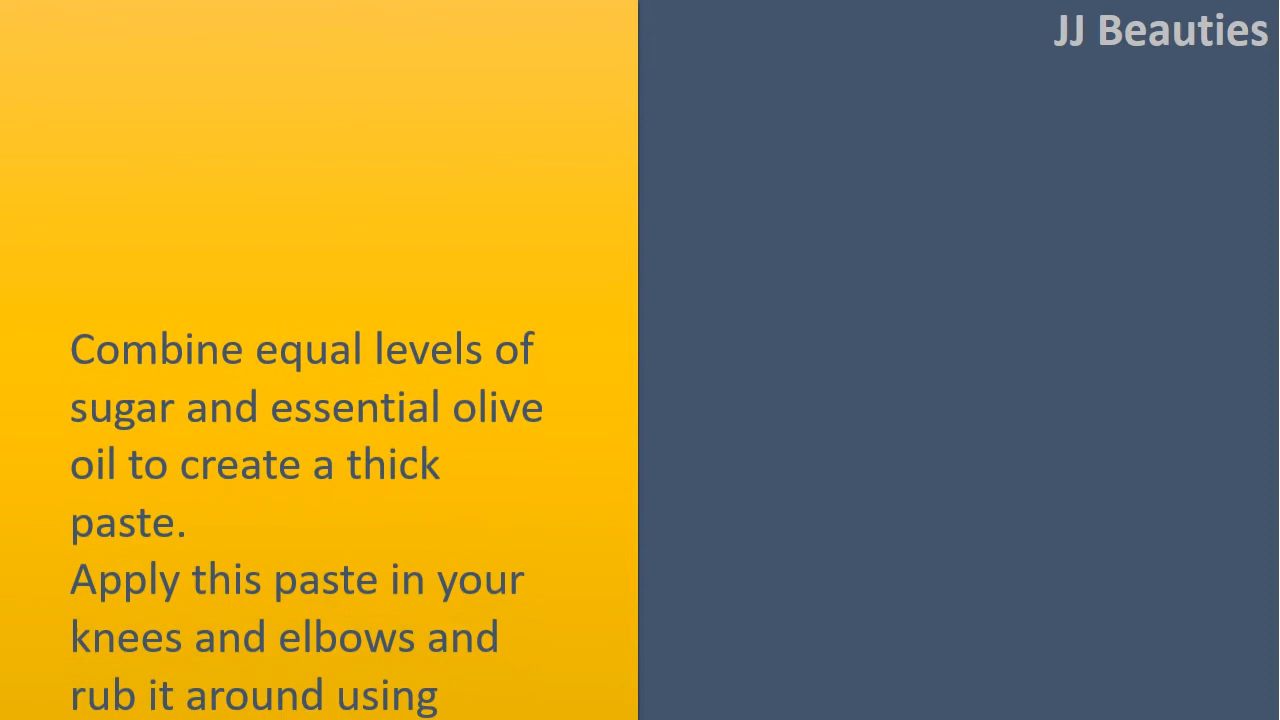 JJ Beauties
Combine equal levels of
sugar and essential olive
oil to create a thick
paste.
Apply this paste in your
knees and elbows and
rub it around using